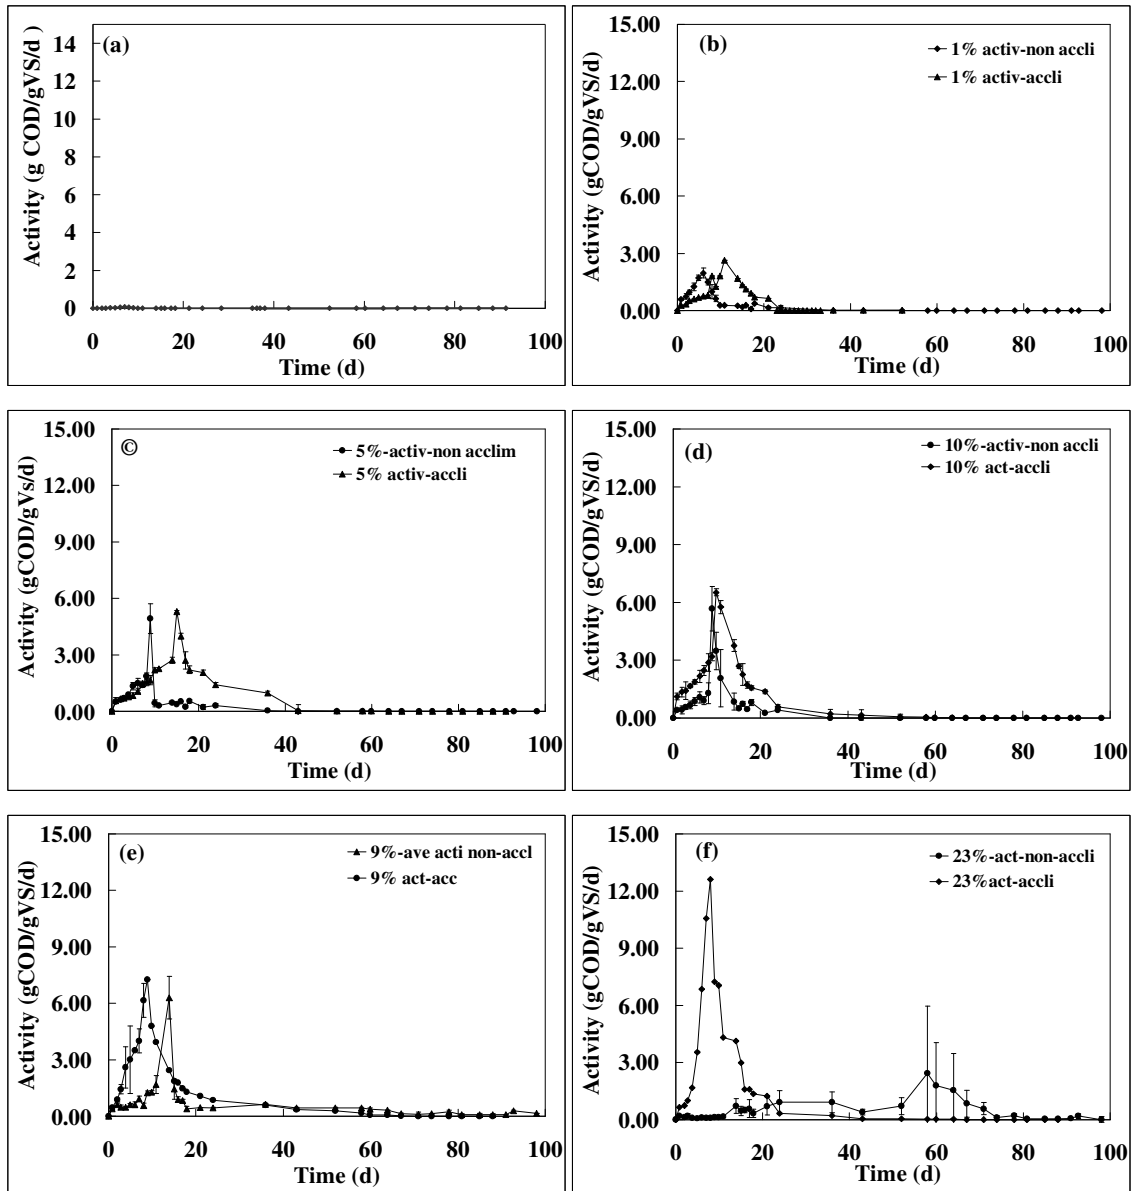 (a)
Activity (g COD/gVS/d)
14
12
10
8
6
4
2
0
0 20 40 60 80 100
Time (d)
(b)
1% activ-non accli
1% activ-accli
Activity (gCOD/gVS/d)
15.00
12.00
9.00
6.00
3.00
0.00
0 20 40 60 80 100
Time (d)
©
5%-activ-non acclim
5% activ-accli
Activity (gCOD/gVs/d)
15.00
12.00
9.00
6.00
3.00
0.00
0 20 40 60 80 100
Time (d)
(d)
10%-activ-non accli
10% act-accli
Activity (gCOD/gVS/d)
15.00
12.00
9.00
6.00
3.00
0.00
0 20 40 60 80 100
Time (d)
(e)
9%-ave acti non-accl
9% act-acc
Activity (gCOD/gVS/d)
15.00
12.00
9.00
6.00
3.00
0.00
0 20 40 60 80 100
Time (d)
(f)
23%-act-non-accli
23%act-accli
Activity (gCOD/gVS/d)
15.00
12.00
9.00
6.00
3.00
0.00
0 20 40 60 80 100
Time (d)